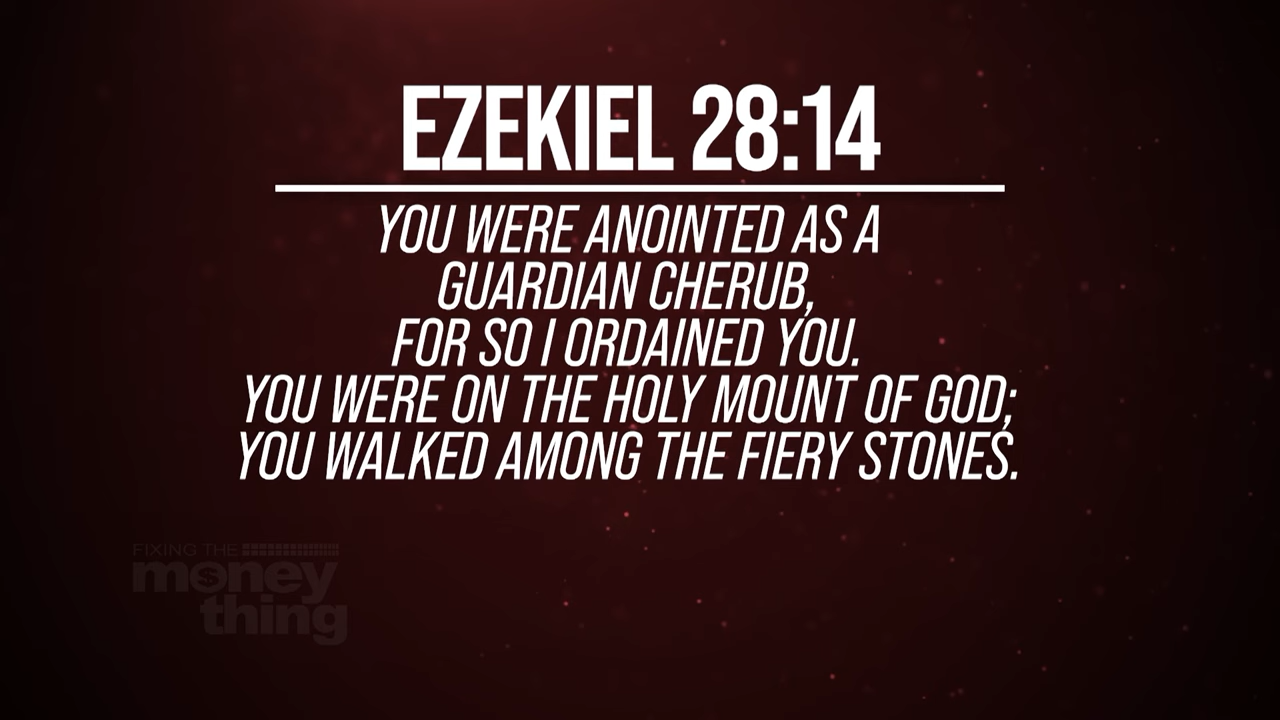 EZEKIEL 28:14
YOU WERE ANOINTED AS A
GUARDIAN CHERUB,
FOR SO I ORDAINED YOU.
YOU WERE ON THE HOLY MOUNT OF GOD;
YOU WALKED AMONG THE FIERY STONES.
FIXING THE
money
thing